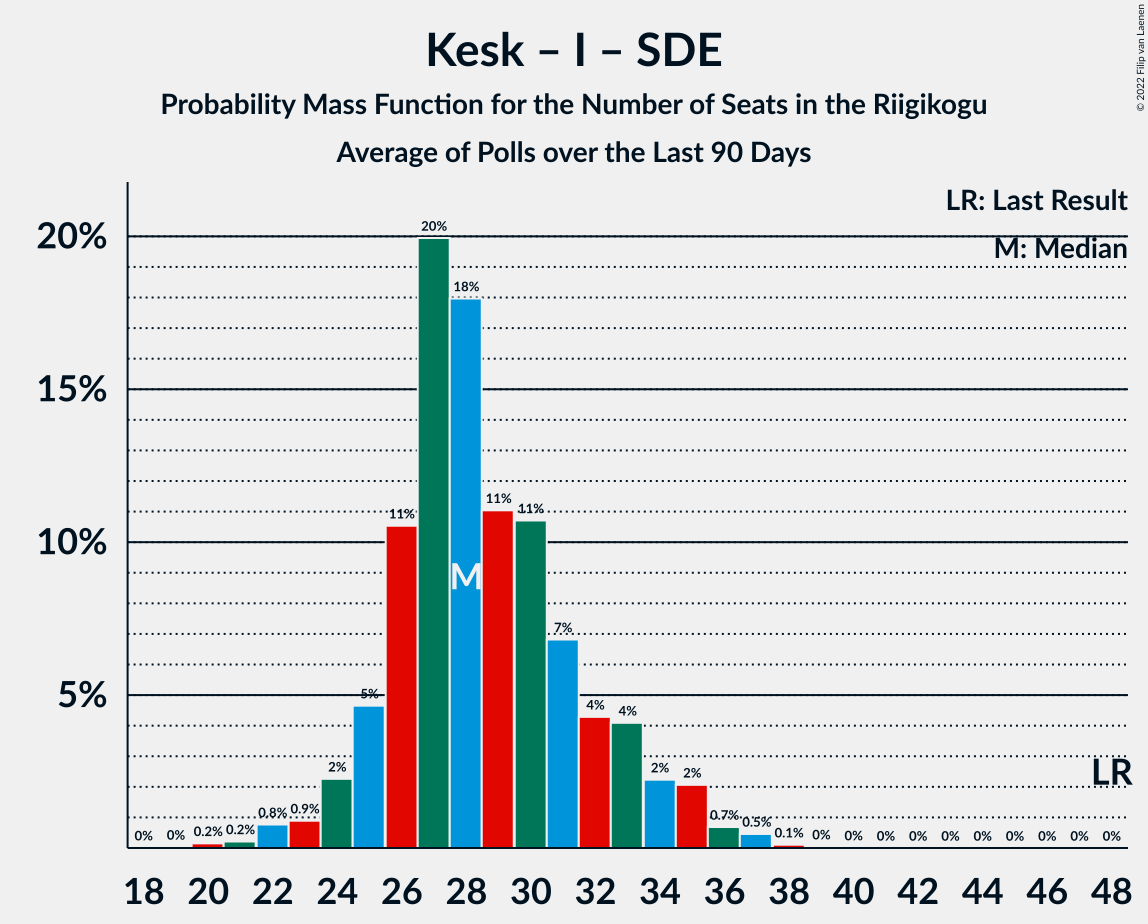 Kesk – I – SDE
Probability Mass Function for the Number of Seats in the Riigikogu
Average of Polls over the Last 90 Days
© 2022 Filip van Laenen
LR: Last Result
M: Median
20%
15%
10%
5%
0% 0% 0.2% 0.2% 0.8% 0.9% 2% 5% 11% 20% 18% 11% 11% 7% 4% 4% 2% 2% 0.7% 0.5% 0.1% 0% 0% 0% 0% 0% 0% 0% 0% 0% 0%
M
LR
18 20 22 24 26 28 30 32 34 36 38 40 42 44 46 48